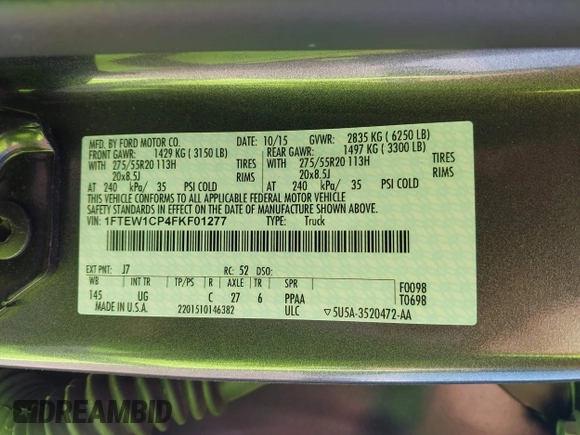 MFD. BY FORD MOTOR CO. DATE: 10/15 GVWR: 2835 KG ( 6250 LB)
FRONT GAWR: 1429 KG ( 3150 LB) REAR GAWR: 1497 KG ( 3300 LB)
WITH 275/55R20 113H TIRES WITH 275/55R20 113H TIRES
20x8.5J RIMS 20x8.5J RIMS
AT 240 kPa/ 35 PSI COLD AT 240 kPa/ 35 PSI COLD
THIS VEHICLE CONFORMS TO ALL APPLICABLE FEDERAL MOTOR VEHICLE
SAFETY STANDARDS IN EFFECT ON THE DATE OF MANUFACTURE SHOWN ABOVE.
VIN: 1FTEW1CP4FKF01277 TYPE: Truck
EXT PNT: J7 RC: 52 DSO:
WB INT TR TP/PS R AXLE TR SPR F0098
145 UG C 27 6 PPAA T0698
MADE IN U.S.A. 2201510146382 ULC ▽5U5A-3520472-AA
DREAMBID